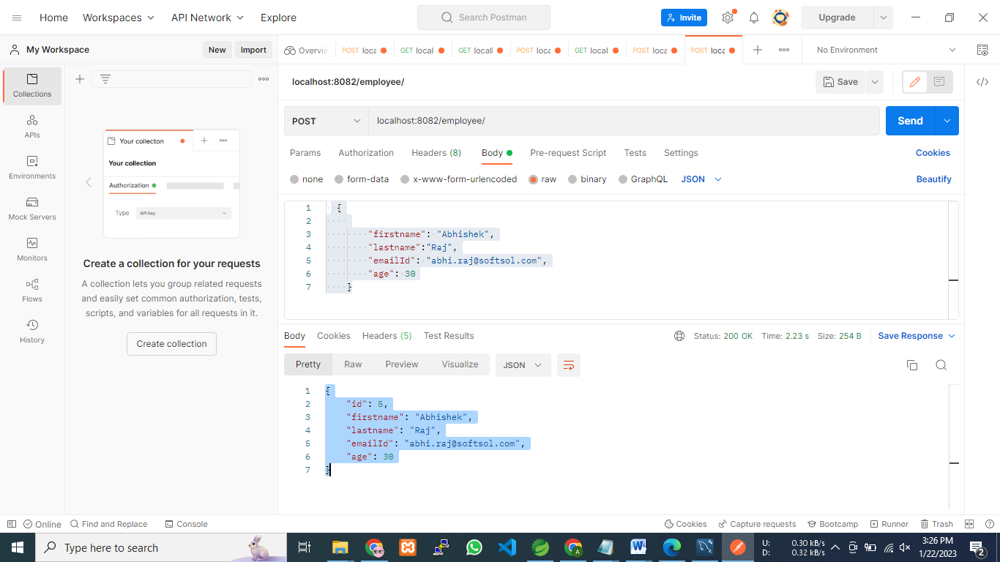 Home Workspaces API Network Explore Search Postman Invite Upgrade
My Workspace New Import Overvie POST loca GET local GET locall POST loca GET local POST loca POST loca No Environment
Collections
APIs
Environments
Mock Servers
Monitors
Flows
History
Your collecton
Your collection
Authorization
Type API Key
Create a collection for your requests
A collection lets you group related requests
and easily set common authorization, tests,
scripts, and variables for all requests in it.
Create collection
localhost:8082/employee/ Save
POST localhost:8082/employee/ Send
Params Authorization Headers (8) Body Pre-request Script Tests Settings Cookies
none form-data x-www-form-urlencoded raw binary GraphQL JSON Beautify
1 {
2
3 "firstname": "Abhishek",
4 "lastname":"Raj",
5 "emailId": "abhi.raj@softsol.com",
6 "age": 30
7 }
Body Cookies Headers (5) Test Results Status: 200 OK Time: 2.23 s Size: 254 B Save Response
Pretty Raw Preview Visualize JSON
1 {
2 "id": 5,
3 "firstname": "Abhishek",
4 "lastname": "Raj",
5 "emailId": "abhi.raj@softsol.com",
6 "age": 30
7 }
Online Find and Replace Console Cookies Capture requests Bootcamp Runner Trash
Type here to search
U: 0.30 kB/s
D: 0.32 kB/s
3:26 PM
1/22/2023
2